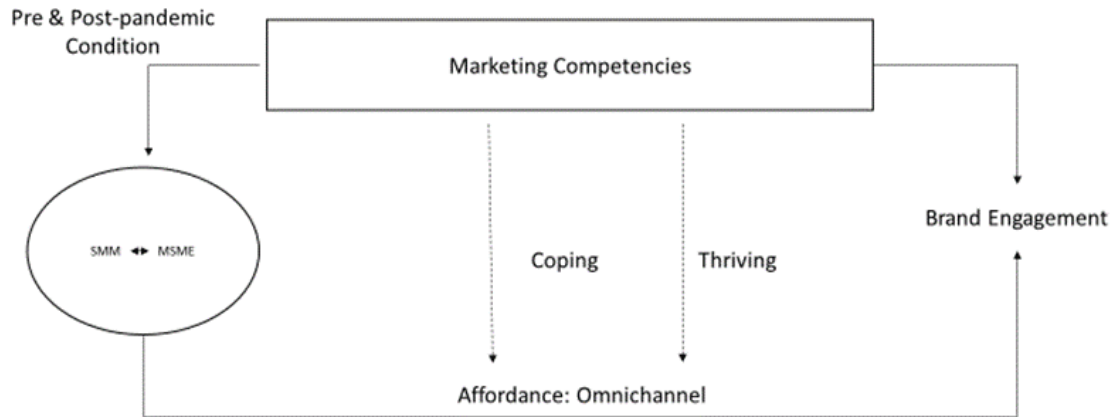 Pre & Post-pandemic
Condition
Marketing Competencies
SMM MSME
Brand Engagement
Coping
Thriving
Affordance: Omnichannel